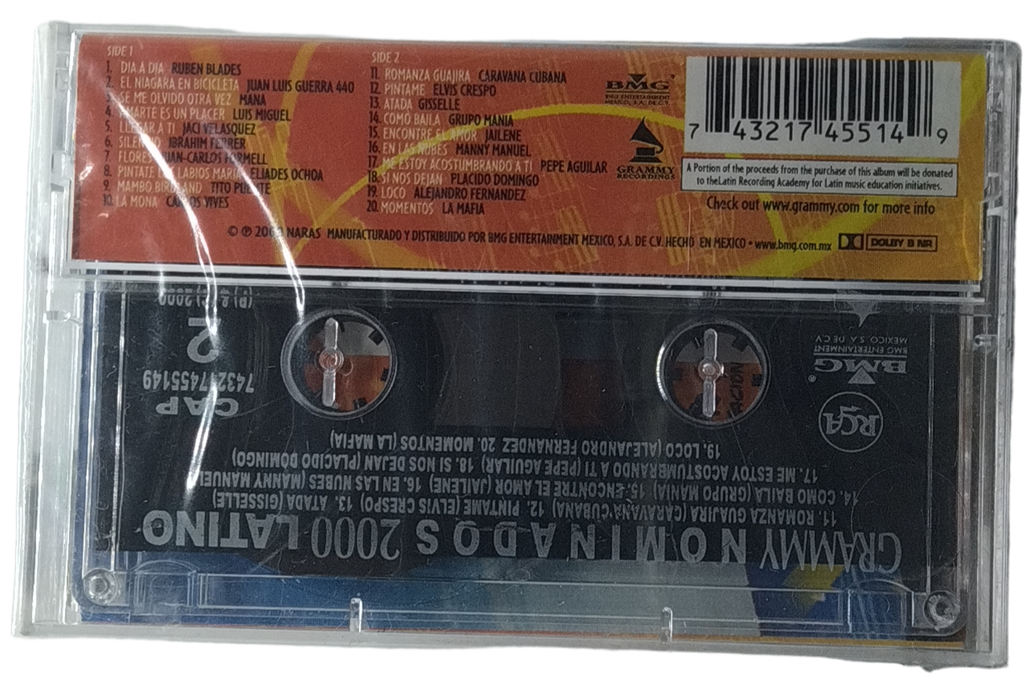 SIDE 1
1. DIA A DIA RUBEN BLADES
2. EL NIAGARA EN BICICLETA JUAN LUIS GUERRA 440
3. SE ME OLVIDO OTRA VEZ MANA
4. AMARTE ES UN PLACER LUIS MIGUEL
5. LLEGAR A TI JACI VELASQUEZ
6. SILENCIO IBRAHIM FERRER
7. FLORES JUAN-CARLOS FORMELL
8. PINTATE LOS LABIOS MARIA ELIADES OCHOA
9. MAMBO BIRDLAND TITO PUENTE
10. LA MONA CARLOS VIVES
SIDE 2
11. ROMANZA GUAJIRA CARAVANA CUBANA
12. PINTAME ELVIS CRESPO
13. ATADA GISSELLE
14. COMO BAILA GRUPO MANIA
15. ENCONTRE EL AMOR JAILENE
16. EN LAS NUBES MANNY MANUEL
17. ME ESTOY ACOSTUMBRANDO A TI PEPE AGUILAR
18. SI NOS DEJAN PLACIDO DOMINGO
19. LOCO ALEJANDRO FERNANDEZ
20. MOMENTOS LA MAFIA
BMG
BMG ENTERTAINMENT
MEXICO, S.A. DE C.V.
GRAMMY
RECORDINGS
7 43217 45514 9
A Portion of the proceeds from the purchase of this album will be donated
to theLatin Recording Academy for Latin music education initiatives.
Check out www.grammy.com for more info
© ℗ 2000 NARAS MANUFACTURADO Y DISTRIBUIDO POR BMG ENTERTAINMENT MEXICO, S.A. DE C.V. HECHO EN MEXICO • www.bmg.com.mx DOLBY B NR
GRAMMY NOMINADOS 2000 LATINO
11. ROMANZA GUAJIRA (CARAVANA CUBANA) 12. PINTAME (ELVIS CRESPO) 13. ATADA (GISSELLE)
14. COMO BAILA (GRUPO MANIA) 15. ENCONTRE EL AMOR (JAILENE) 16. EN LAS NUBES (MANNY MANUEL
17. ME ESTOY ACOSTUMBRANDO A TI (PEPE AGUILAR) 18. SI NOS DEJAN (PLACIDO DOMINGO)
19. LOCO (ALEJANDRO FERNANDEZ 20. MOMENTOS (LA MAFIA)
RCA
BMG
BMG ENTERTAINMENT
MEXICO, S.A. DE C.V.
CAP
743217455149
2
(P) & (C) 2000